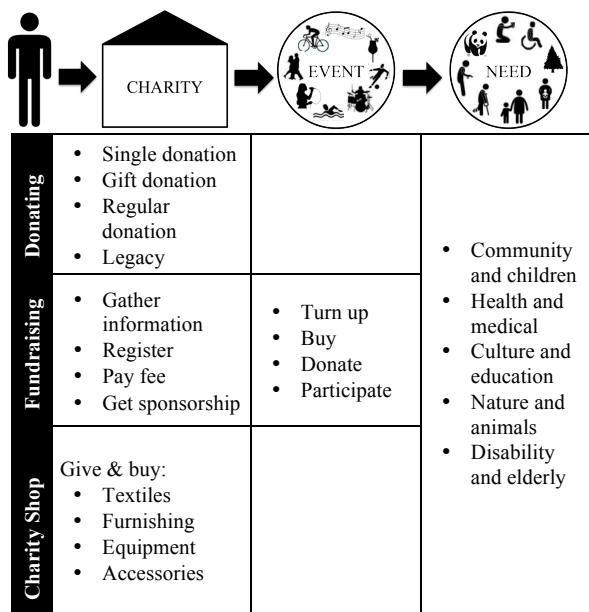 CHARITY
EVENT
NEED
Donating
• Single donation
• Gift donation
• Regular
donation
• Legacy
Fundraising
• Gather
information
• Register
• Pay fee
• Get sponsorship
• Turn up
• Buy
• Donate
• Participate
Charity Shop
Give & buy:
• Textiles
• Furnishing
• Equipment
• Accessories
• Community
and children
• Health and
medical
• Culture and
education
• Nature and
animals
• Disability
and elderly